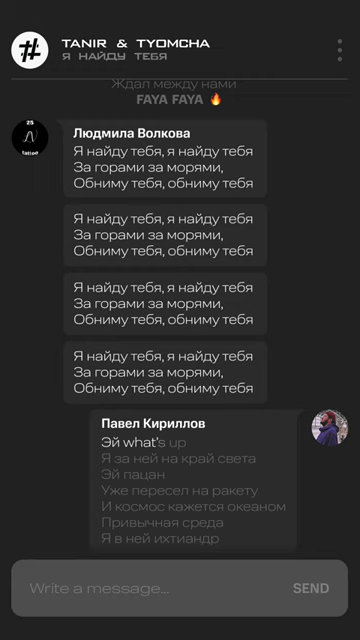 TANIR & TYOMCHA
Я НАЙДУ ТЕБЯ
Ждал между нами
FAYA FAYA 🔥
Людмила Волкова
Я найду тебя, я найду тебя
За горами за морями,
Обниму тебя, обниму тебя
Я найду тебя, я найду тебя
За горами за морями,
Обниму тебя, обниму тебя
Я найду тебя, я найду тебя
За горами за морями,
Обниму тебя, обниму тебя
Я найду тебя, я найду тебя
За горами за морями,
Обниму тебя, обниму тебя
Павел Кириллов
Эй what's up
Я за ней на край света
Эй пацан
Уже пересел на ракету
И космос кажется океаном
Привычная среда
Я в ней ихтиандр
Write a message... SEND